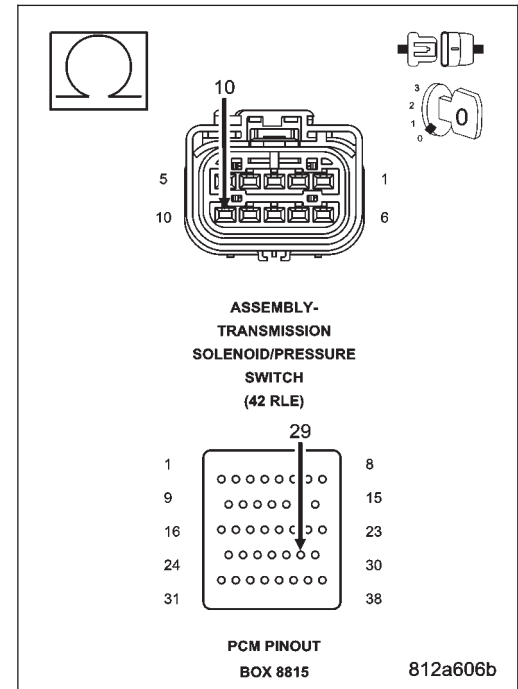 3
2
1
0
10
5 1
10 6
ASSEMBLY-
TRANSMISSION
SOLENOID/PRESSURE
SWITCH
(42 RLE)
29
1 8
9 15
16 23
24 30
31 38
PCM PINOUT
BOX 8815
812a606b